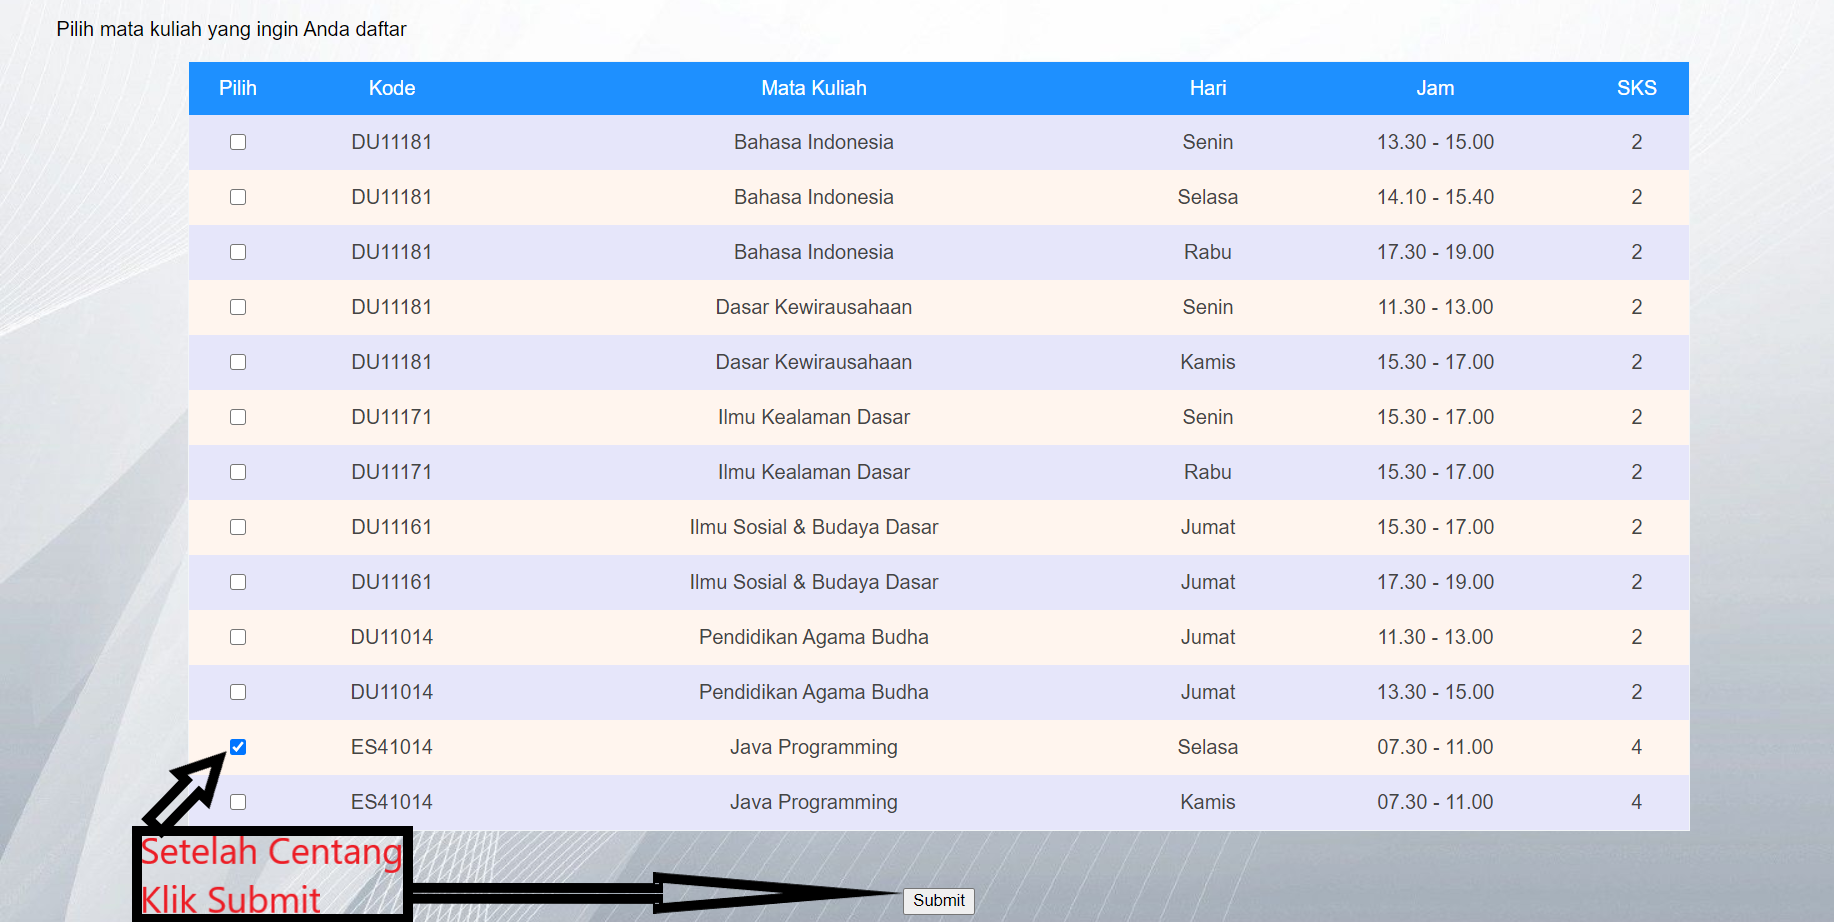 Pilih mata kuliah yang ingin Anda daftar
Pilih Kode Mata Kuliah Hari Jam SKS
DU11181 Bahasa Indonesia Senin 13.30 - 15.00 2
DU11181 Bahasa Indonesia Selasa 14.10 - 15.40 2
DU11181 Bahasa Indonesia Rabu 17.30 - 19.00 2
DU11181 Dasar Kewirausahaan Senin 11.30 - 13.00 2
DU11181 Dasar Kewirausahaan Kamis 15.30 - 17.00 2
DU11171 Ilmu Kealaman Dasar Senin 15.30 - 17.00 2
DU11171 Ilmu Kealaman Dasar Rabu 15.30 - 17.00 2
DU11161 Ilmu Sosial & Budaya Dasar Jumat 15.30 - 17.00 2
DU11161 Ilmu Sosial & Budaya Dasar Jumat 17.30 - 19.00 2
DU11014 Pendidikan Agama Budha Jumat 11.30 - 13.00 2
DU11014 Pendidikan Agama Budha Jumat 13.30 - 15.00 2
ES41014 Java Programming Selasa 07.30 - 11.00 4
ES41014 Java Programming Kamis 07.30 - 11.00 4
Setelah Centang
Klik Submit
Submit